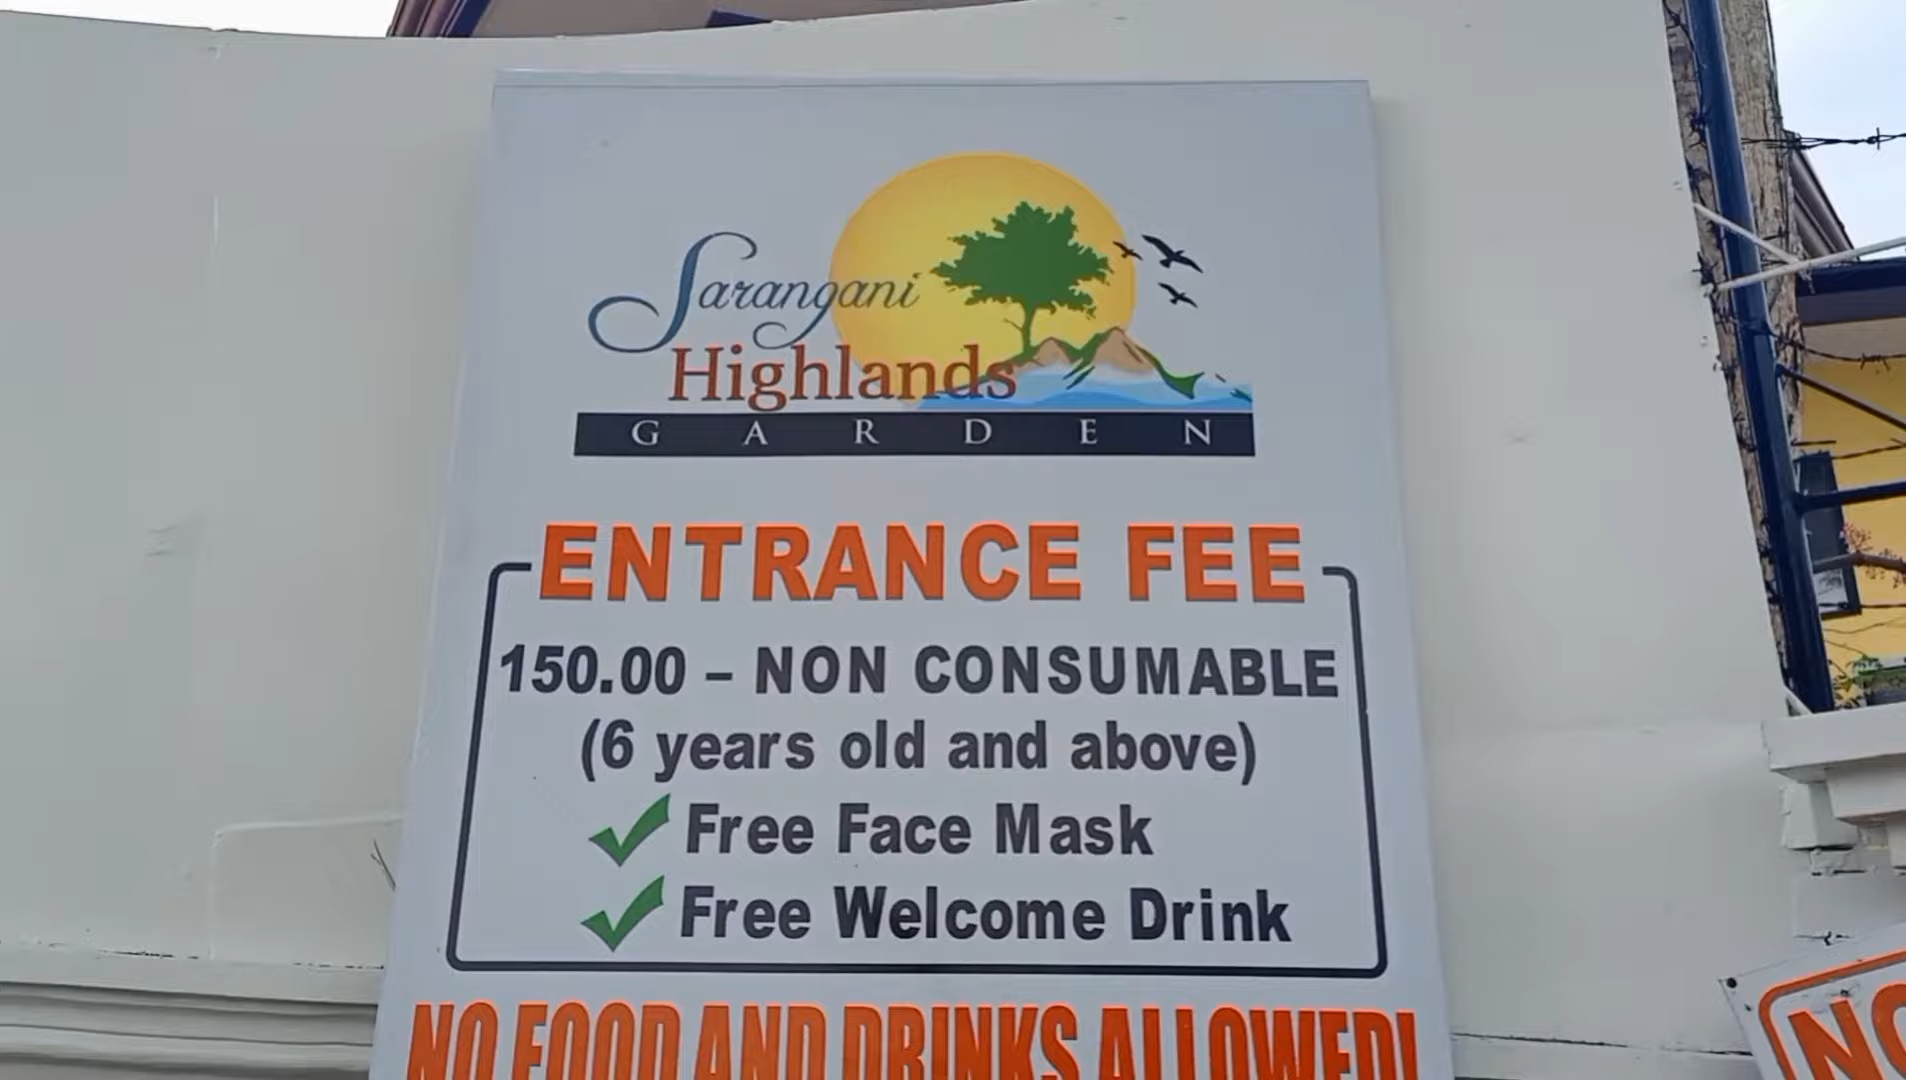 Sarangani
Highlands
GARDEN
ENTRANCE FEE
150.00 – NON CONSUMABLE
(6 years old and above)
Free Face Mask
Free Welcome Drink
NO FOOD AND DRINKS ALLOWED!
NO